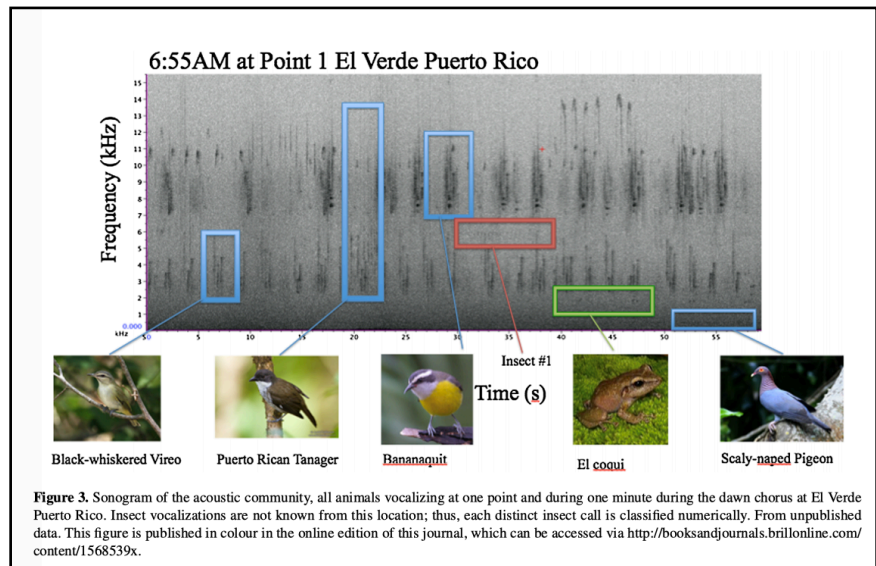 6:55AM at Point 1 El Verde Puerto Rico
Frequency (kHz)
15
14
13
12
11
10
9
8
7
6
5
4
3
2
1
0.000
kHz
5 10 15 20 25 30 35 40 45 50 55
Insect #1
Time (s)
Black-whiskered Vireo Puerto Rican Tanager Bananaquit El coqui Scaly-naped Pigeon
Figure 3. Sonogram of the acoustic community, all animals vocalizing at one point and during one minute during the dawn chorus at El Verde
Puerto Rico. Insect vocalizations are not known from this location; thus, each distinct insect call is classified numerically. From unpublished
data. This figure is published in colour in the online edition of this journal, which can be accessed via http://booksandjournals.brillonline.com/
content/1568539x.